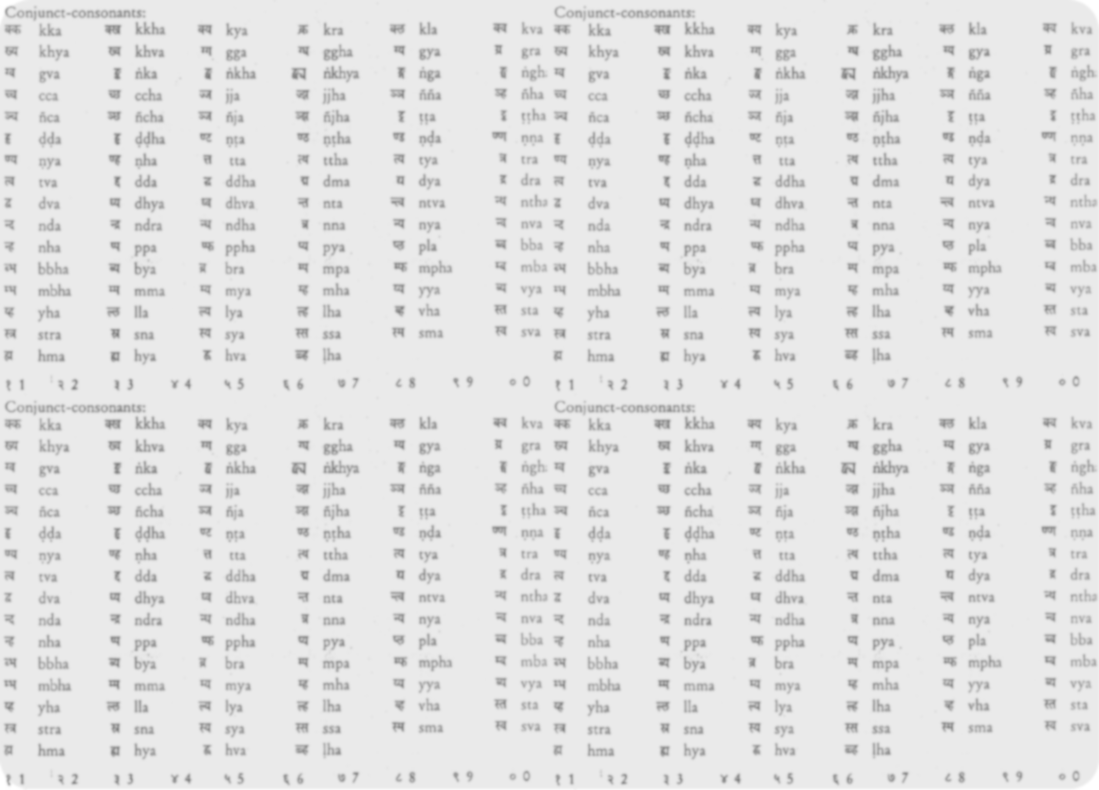 Conjunct-consonants:
क्क kka क्ख kkha क्य kya क्र kra क्ल kla क्व kva
ख्य khya ख्व khva ग्ग gga ग्घ ggha ग्य gya ग्र gra
ग्व gva ङ्क ṅka ङ्ख ṅkha ङ्ख्य ṅkhya ङ्ग ṅga ङ्घ ṅgh
च्च cca च्छ ccha ज्ज jja ज्झ jjha ञ्ञ ñña ञ्ह ñha
ञ्च ñca ञ्छ ñcha ञ्ज ñja ञ्झ ñjha ट्ट ṭṭa ट्ठ ṭṭha
ड्ड ḍḍa ड्ढ ḍḍha ण्ट ṇṭa ण्ठ ṇṭha ण्ड ṇḍa ण्ण ṇṇa
ण्य ṇya ण्ह ṇha त्त tta त्थ ttha त्य tya त्र tra
त्व tva द्द dda द्ध ddha द्म dma द्य dya द्र dra
द्व dva ध्य dhya ध्व dhva न्त nta न्त्व ntva न्थ ntha
न्द nda न्द्र ndra न्ध ndha न्न nna न्य nya न्व nva
न्ह nha प्प ppa प्फ ppha प्य pya प्ल pla ब्ब bba
ब्भ bbha ब्य bya ब्र bra म्प mpa म्फ mpha म्ब mba
म्भ mbha म्म mma म्य mya म्ह mha य्य yya व्य vya
य्ह yha ल्ल lla ल्य lya ल्ह lha व्ह vha स्त sta
स्त्र stra स्न sna स्य sya स्स ssa स्म sma स्व sva
ह्म hma ह्य hya ह्व hva ळ्ह ḷha
१ 1 २ 2 ३ 3 ४ 4 ५ 5 ६ 6 ७ 7 ८ 8 ९ 9 ० 0
Conjunct-consonants:
क्क kka क्ख kkha क्य kya क्र kra क्ल kla क्व kva
ख्य khya ख्व khva ग्ग gga ग्घ ggha ग्य gya ग्र gra
ग्व gva ङ्क ṅka ङ्ख ṅkha ङ्ख्य ṅkhya ङ्ग ṅga ङ्घ ṅgh
च्च cca च्छ ccha ज्ज jja ज्झ jjha ञ्ञ ñña ञ्ह ñha
ञ्च ñca ञ्छ ñcha ञ्ज ñja ञ्झ ñjha ट्ट ṭṭa ट्ठ ṭṭha
ड्ड ḍḍa ड्ढ ḍḍha ण्ट ṇṭa ण्ठ ṇṭha ण्ड ṇḍa ण्ण ṇṇa
ण्य ṇya ण्ह ṇha त्त tta त्थ ttha त्य tya त्र tra
त्व tva द्द dda द्ध ddha द्म dma द्य dya द्र dra
द्व dva ध्य dhya ध्व dhva न्त nta न्त्व ntva न्थ ntha
न्द nda न्द्र ndra न्ध ndha न्न nna न्य nya न्व nva
न्ह nha प्प ppa प्फ ppha प्य pya प्ल pla ब्ब bba
ब्भ bbha ब्य bya ब्र bra म्प mpa म्फ mpha म्ब mba
म्भ mbha म्म mma म्य mya म्ह mha य्य yya व्य vya
य्ह yha ल्ल lla ल्य lya ल्ह lha व्ह vha स्त sta
स्त्र stra स्न sna स्य sya स्स ssa स्म sma स्व sva
ह्म hma ह्य hya ह्व hva ळ्ह ḷha
१ 1 २ 2 ३ 3 ४ 4 ५ 5 ६ 6 ७ 7 ८ 8 ९ 9 ० 0
Conjunct-consonants:
क्क kka क्ख kkha क्य kya क्र kra क्ल kla क्व kva
ख्य khya ख्व khva ग्ग gga ग्घ ggha ग्य gya ग्र gra
ग्व gva ङ्क ṅka ङ्ख ṅkha ङ्ख्य ṅkhya ङ्ग ṅga ङ्घ ṅgh
च्च cca च्छ ccha ज्ज jja ज्झ jjha ञ्ञ ñña ञ्ह ñha
ञ्च ñca ञ्छ ñcha ञ्ज ñja ञ्झ ñjha ट्ट ṭṭa ट्ठ ṭṭha
ड्ड ḍḍa ड्ढ ḍḍha ण्ट ṇṭa ण्ठ ṇṭha ण्ड ṇḍa ण्ण ṇṇa
ण्य ṇya ण्ह ṇha त्त tta त्थ ttha त्य tya त्र tra
त्व tva द्द dda द्ध ddha द्म dma द्य dya द्र dra
द्व dva ध्य dhya ध्व dhva न्त nta न्त्व ntva न्थ ntha
न्द nda न्द्र ndra न्ध ndha न्न nna न्य nya न्व nva
न्ह nha प्प ppa प्फ ppha प्य pya प्ल pla ब्ब bba
ब्भ bbha ब्य bya ब्र bra म्प mpa म्फ mpha म्ब mba
म्भ mbha म्म mma म्य mya म्ह mha य्य yya व्य vya
य्ह yha ल्ल lla ल्य lya ल्ह lha व्ह vha स्त sta
स्त्र stra स्न sna स्य sya स्स ssa स्म sma स्व sva
ह्म hma ह्य hya ह्व hva ळ्ह ḷha
१ 1 २ 2 ३ 3 ४ 4 ५ 5 ६ 6 ७ 7 ८ 8 ९ 9 ० 0
Conjunct-consonants:
क्क kka क्ख kkha क्य kya क्र kra क्ल kla क्व kva
ख्य khya ख्व khva ग्ग gga ग्घ ggha ग्य gya ग्र gra
ग्व gva ङ्क ṅka ङ्ख ṅkha ङ्ख्य ṅkhya ङ्ग ṅga ङ्घ ṅgh
च्च cca च्छ ccha ज्ज jja ज्झ jjha ञ्ञ ñña ञ्ह ñha
ञ्च ñca ञ्छ ñcha ञ्ज ñja ञ्झ ñjha ट्ट ṭṭa ट्ठ ṭṭha
ड्ड ḍḍa ड्ढ ḍḍha ण्ट ṇṭa ण्ठ ṇṭha ण्ड ṇḍa ण्ण ṇṇa
ण्य ṇya ण्ह ṇha त्त tta त्थ ttha त्य tya त्र tra
त्व tva द्द dda द्ध ddha द्म dma द्य dya द्र dra
द्व dva ध्य dhya ध्व dhva न्त nta न्त्व ntva न्थ ntha
न्द nda न्द्र ndra न्ध ndha न्न nna न्य nya न्व nva
न्ह nha प्प ppa प्फ ppha प्य pya प्ल pla ब्ब bba
ब्भ bbha ब्य bya ब्र bra म्प mpa म्फ mpha म्ब mba
म्भ mbha म्म mma म्य mya म्ह mha य्य yya व्य vya
य्ह yha ल्ल lla ल्य lya ल्ह lha व्ह vha स्त sta
स्त्र stra स्न sna स्य sya स्स ssa स्म sma स्व sva
ह्म hma ह्य hya ह्व hva ळ्ह ḷha
१ 1 २ 2 ३ 3 ४ 4 ५ 5 ६ 6 ७ 7 ८ 8 ९ 9 ० 0